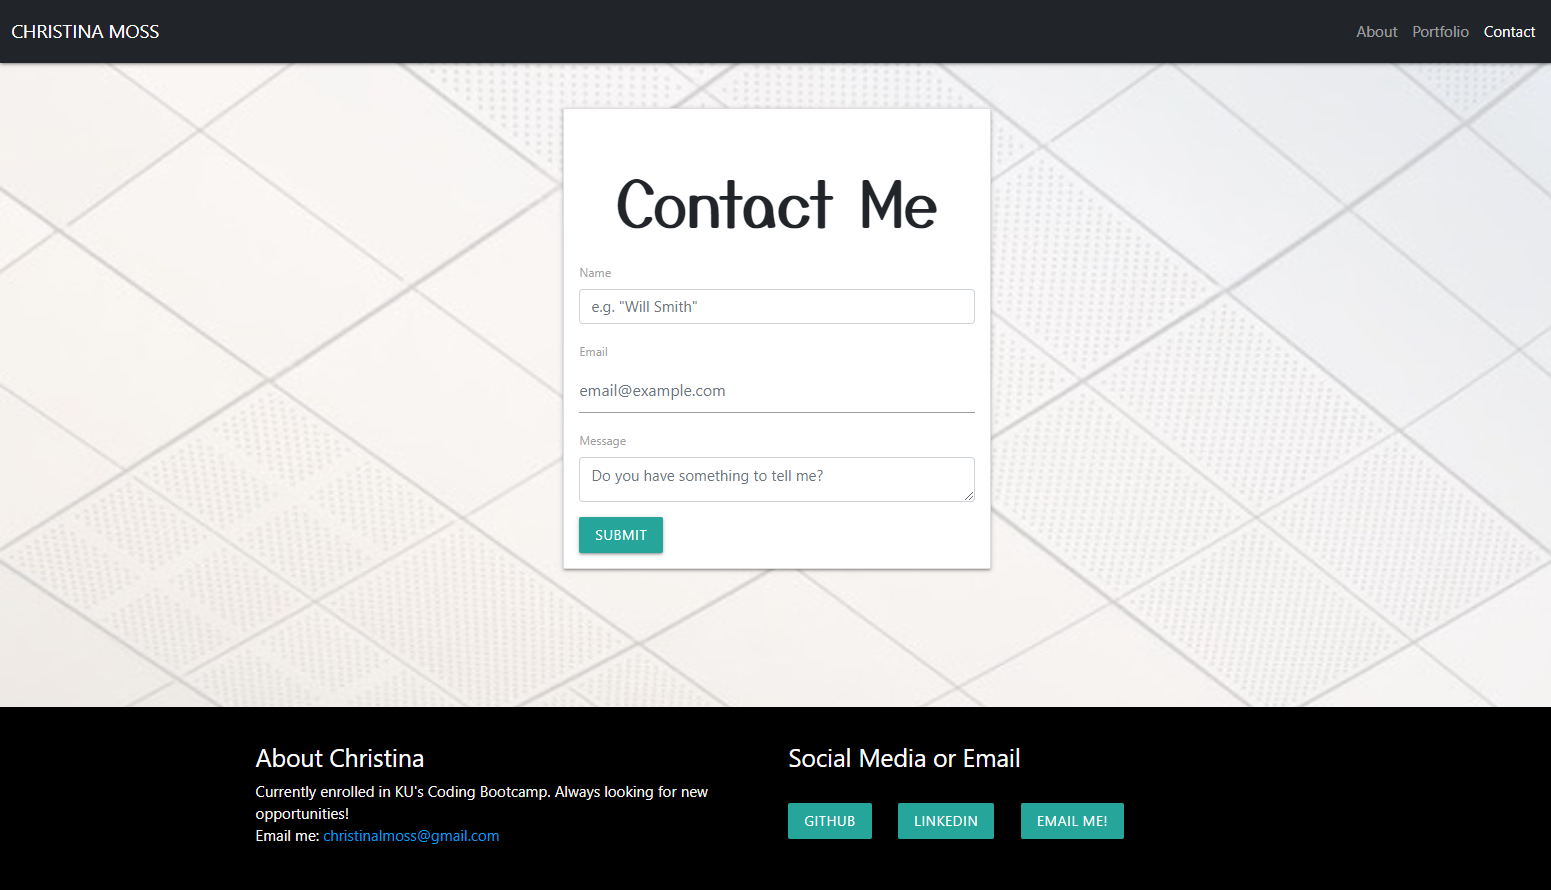 CHRISTINA MOSS
About Portfolio Contact
Contact Me
Name
e.g. "Will Smith"
Email
email@example.com
Message
Do you have something to tell me?
SUBMIT
About Christina
Currently enrolled in KU's Coding Bootcamp. Always looking for new
opportunities!
Email me: christinalmoss@gmail.com
Social Media or Email
GITHUB LINKEDIN EMAIL ME!